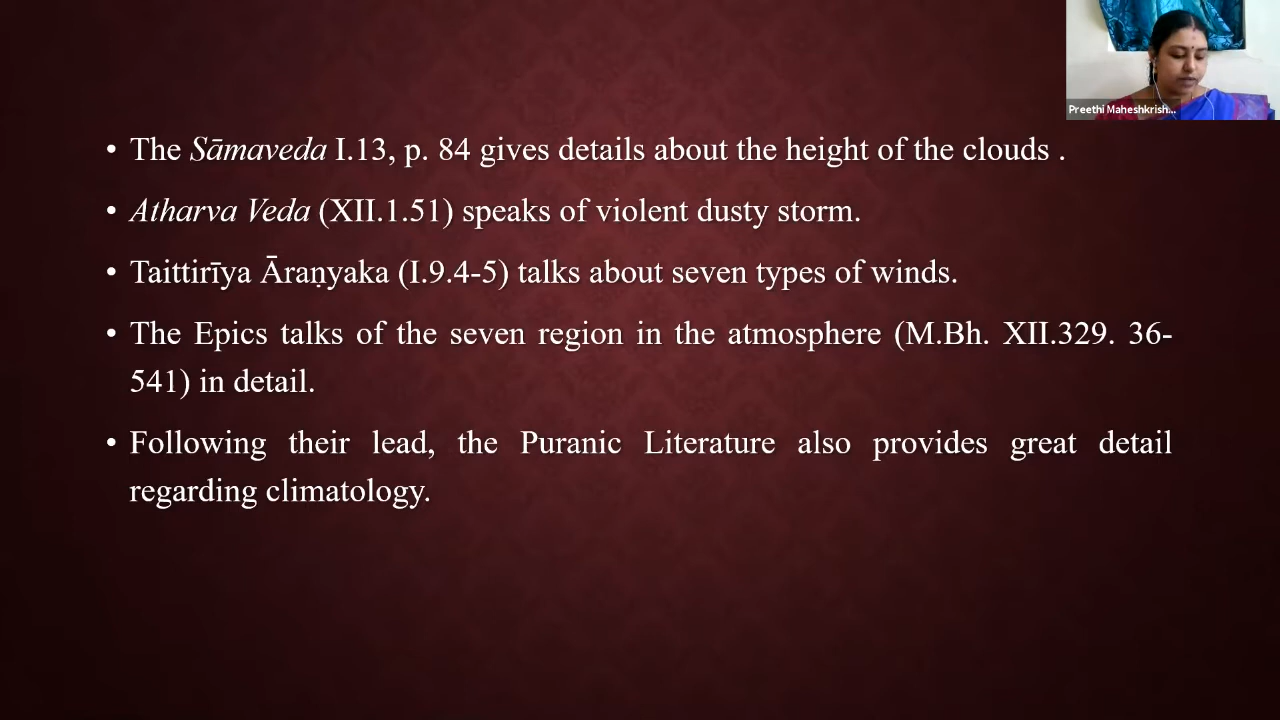 Preethi Maheshkrish...
• The Sāmaveda I.13, p. 84 gives details about the height of the clouds .
• Atharva Veda (XII.1.51) speaks of violent dusty storm.
• Taittirīya Āraṇyaka (I.9.4-5) talks about seven types of winds.
• The Epics talks of the seven region in the atmosphere (M.Bh. XII.329. 36-
541) in detail.
• Following their lead, the Puranic Literature also provides great detail
regarding climatology.